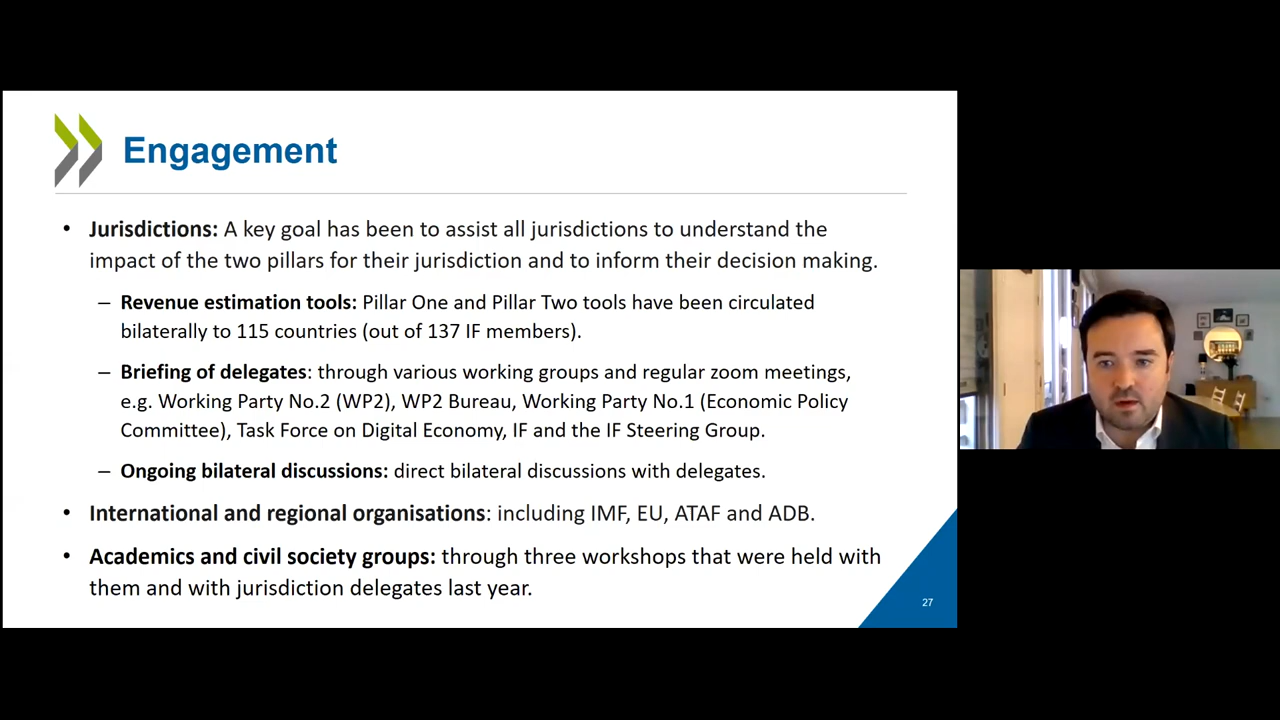 Engagement
• Jurisdictions: A key goal has been to assist all jurisdictions to understand the
impact of the two pillars for their jurisdiction and to inform their decision making.
– Revenue estimation tools: Pillar One and Pillar Two tools have been circulated
bilaterally to 115 countries (out of 137 IF members).
– Briefing of delegates: through various working groups and regular zoom meetings,
e.g. Working Party No.2 (WP2), WP2 Bureau, Working Party No.1 (Economic Policy
Committee), Task Force on Digital Economy, IF and the IF Steering Group.
– Ongoing bilateral discussions: direct bilateral discussions with delegates.
• International and regional organisations: including IMF, EU, ATAF and ADB.
• Academics and civil society groups: through three workshops that were held with
them and with jurisdiction delegates last year.
27